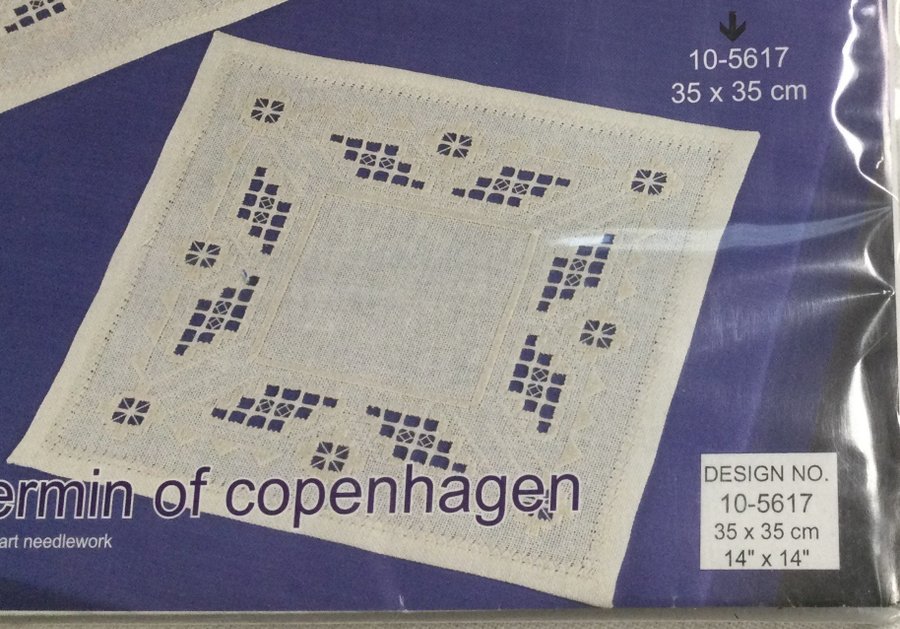 10-5617
35 x 35 cm
ermin of copenhagen
art needlework
DESIGN NO.
10-5617
35 x 35 cm
14" x 14"